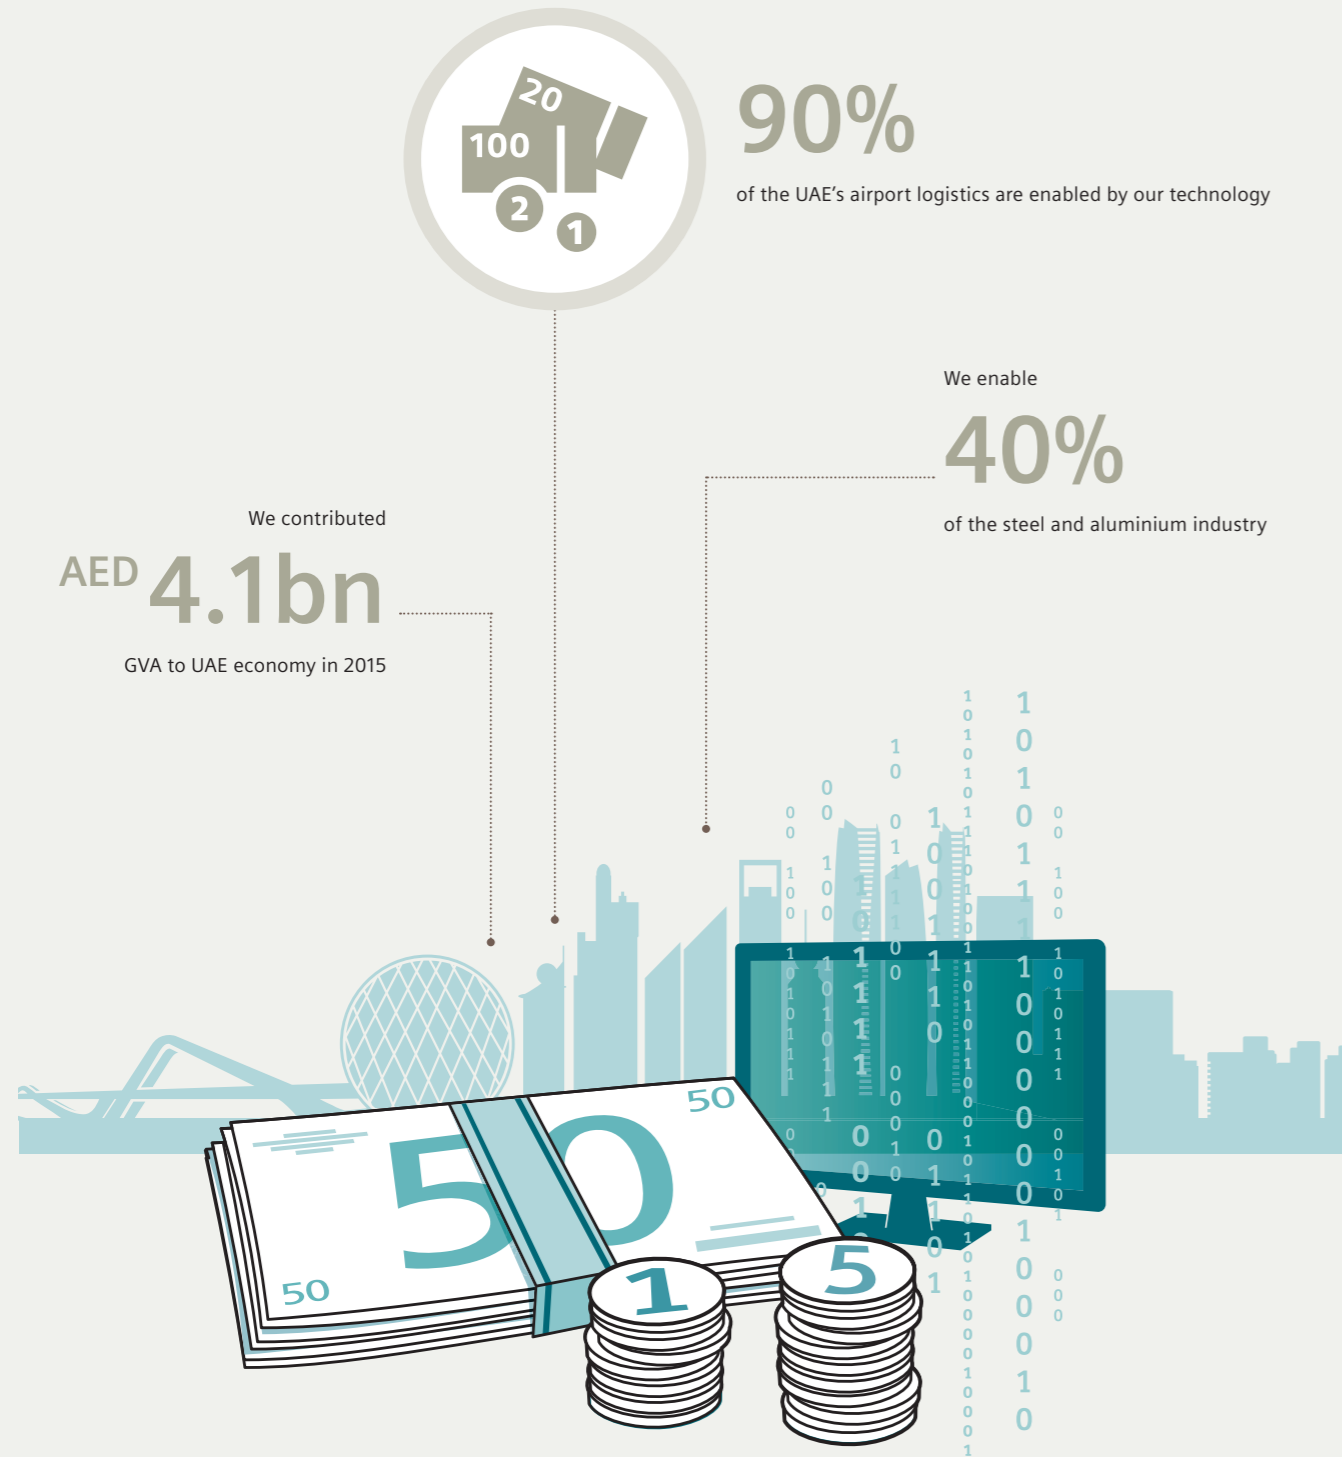 20
100
2
1
90%
of the UAE’s airport logistics are enabled by our technology
We enable
40%
of the steel and aluminium industry
We contributed
AED 4.1bn
GVA to UAE economy in 2015
50
50
50
1
5